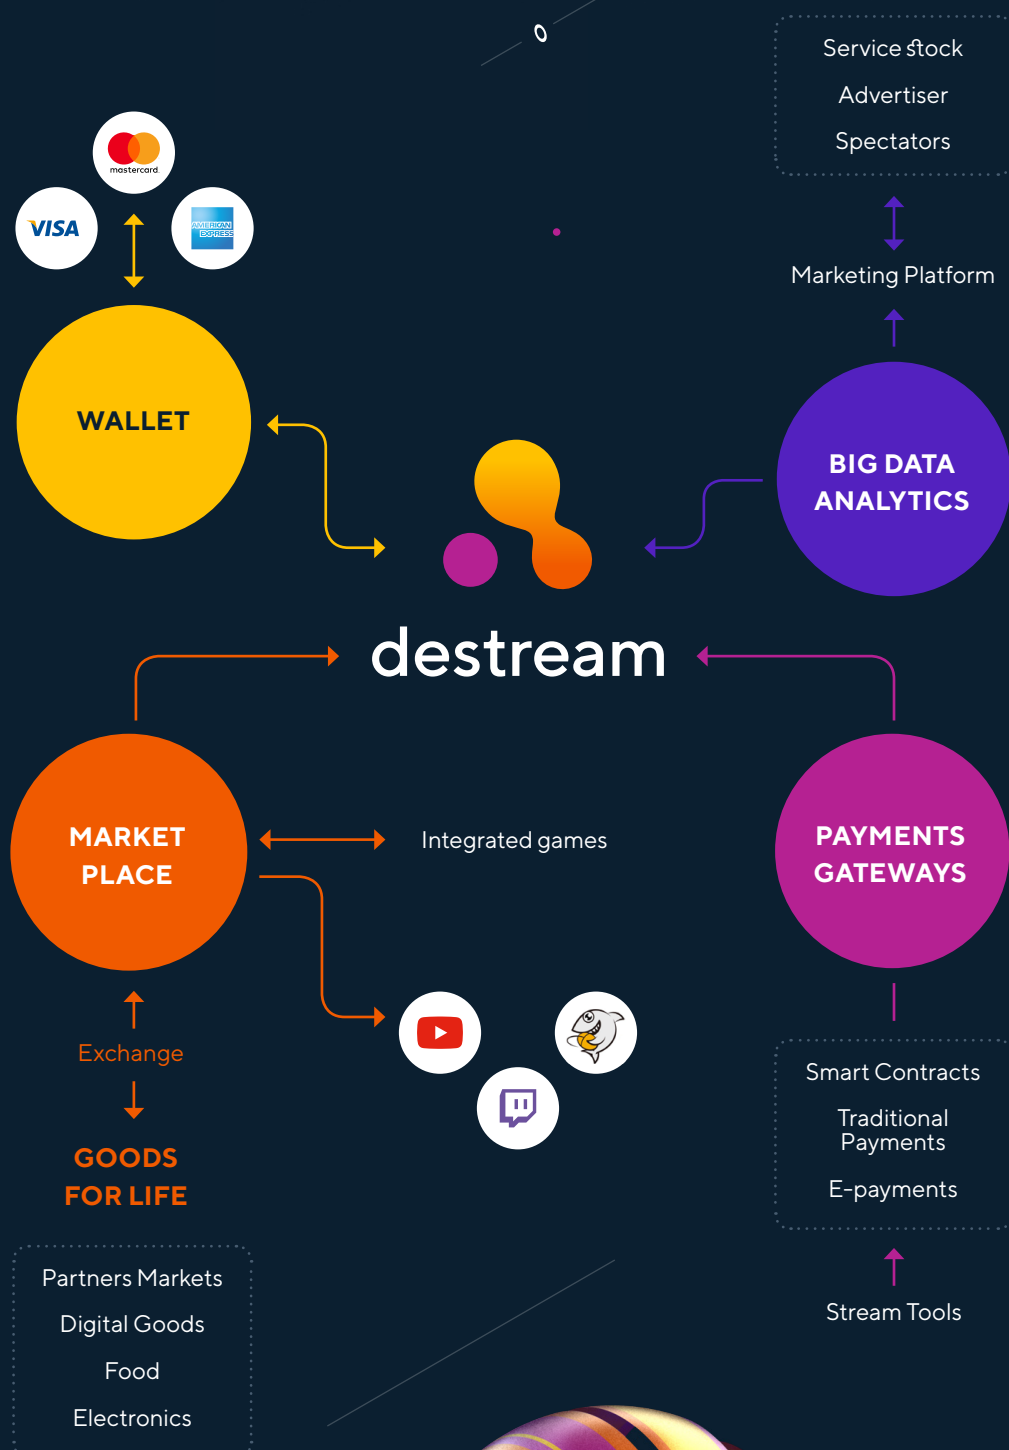 Service stock
Advertiser
Spectators
mastercard.
VISA
AMERICAN
EXPRESS
Marketing Platform
WALLET
BIG DATA
ANALYTICS
destream
MARKET
PLACE
Integrated games
PAYMENTS
GATEWAYS
Exchange
GOODS
FOR LIFE
Smart Contracts
Traditional
Payments
E-payments
Partners Markets
Digital Goods
Food
Electronics
Stream Tools